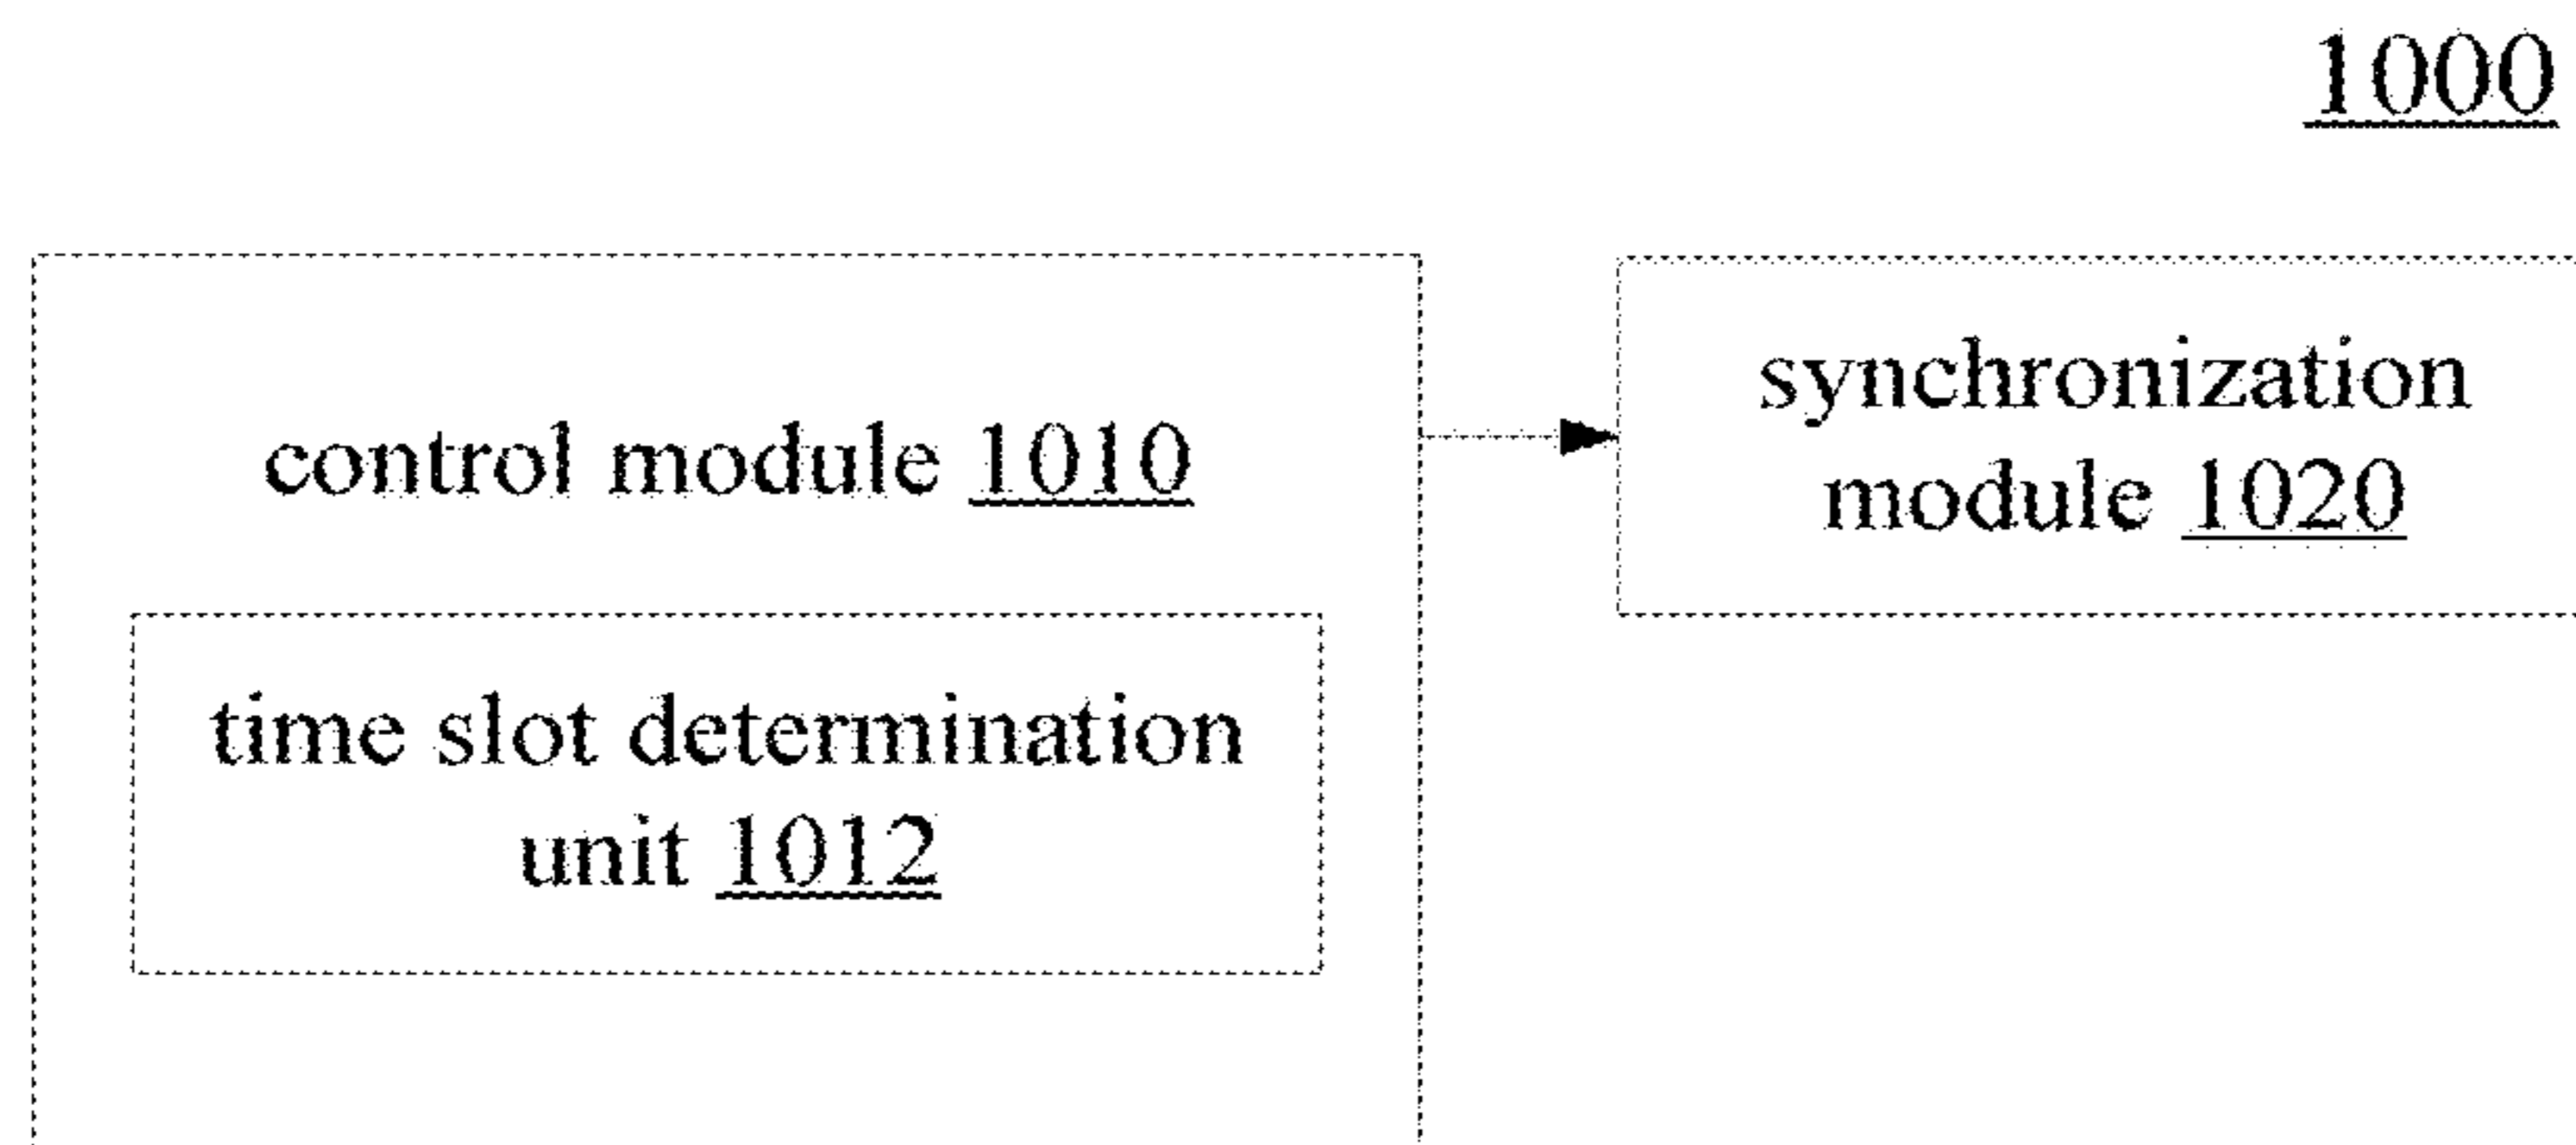 1000
control module 1010
synchronization
module 1020
time slot determination
unit 1012